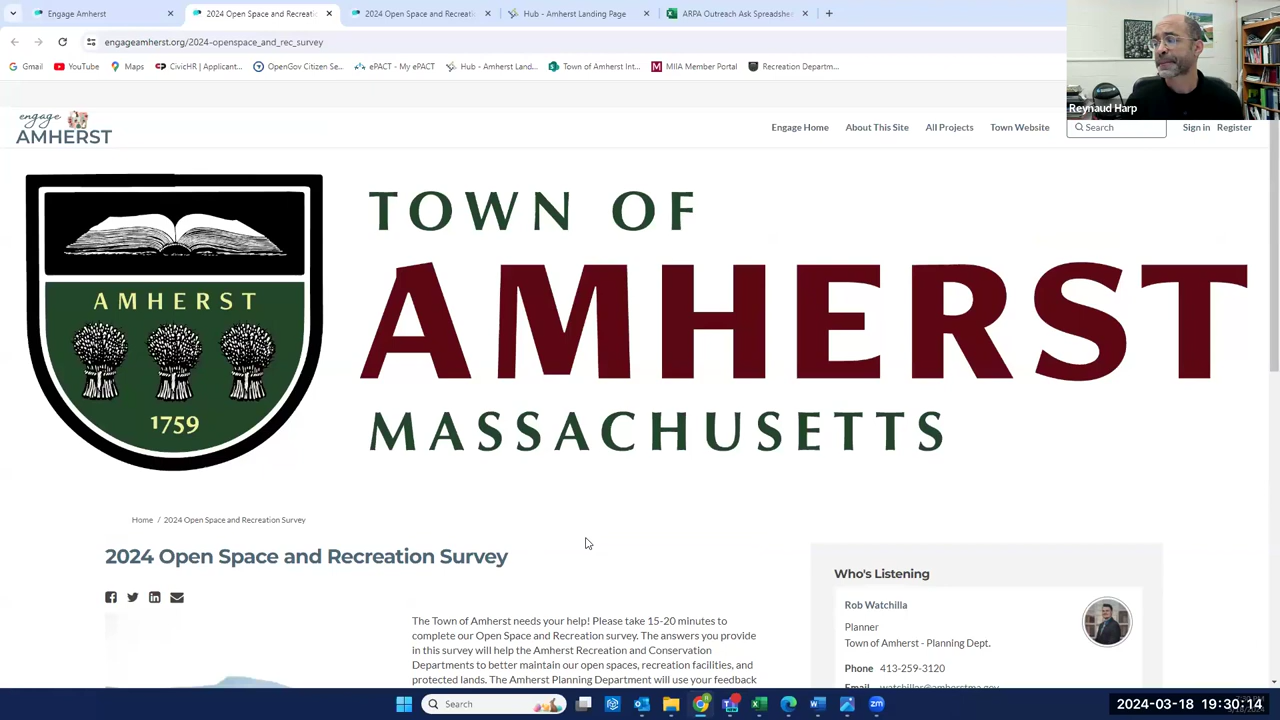 Engage Amherst
2024 Open Space and Recreation
2024 Open Space and Recreati
Hub - Amherst Landing Page
ARPA Outreach Ask Spreadshee
engageamherst.org/2024-openspace_and_rec_survey
Gmail
YouTube
Maps
CivicHR | Applicant...
OpenGov Citizen Se...
ePACT - My ePACT
Hub - Amherst Land...
Town of Amherst Int...
MIIA Member Portal
Recreation Departm...
Reynaud Harp
engage
AMHERST
Engage Home
About This Site
All Projects
Town Website
Search
Sign in
Register
AMHERST
1759
TOWN OF
AMHERST
MASSACHUSETTS
Home / 2024 Open Space and Recreation Survey
2024 Open Space and Recreation Survey
The Town of Amherst needs your help! Please take 15-20 minutes to
complete our Open Space and Recreation survey. The answers you provide
in this survey will help the Amherst Recreation and Conservation
Departments to better maintain our open spaces, recreation facilities, and
protected lands. The Amherst Planning Department will use your feedback
Who's Listening
Rob Watchilla
Planner
Town of Amherst - Planning Dept.
Phone 413-259-3120
Email watchillar@amherstma.gov
Search
2024-03-18 19:30:14